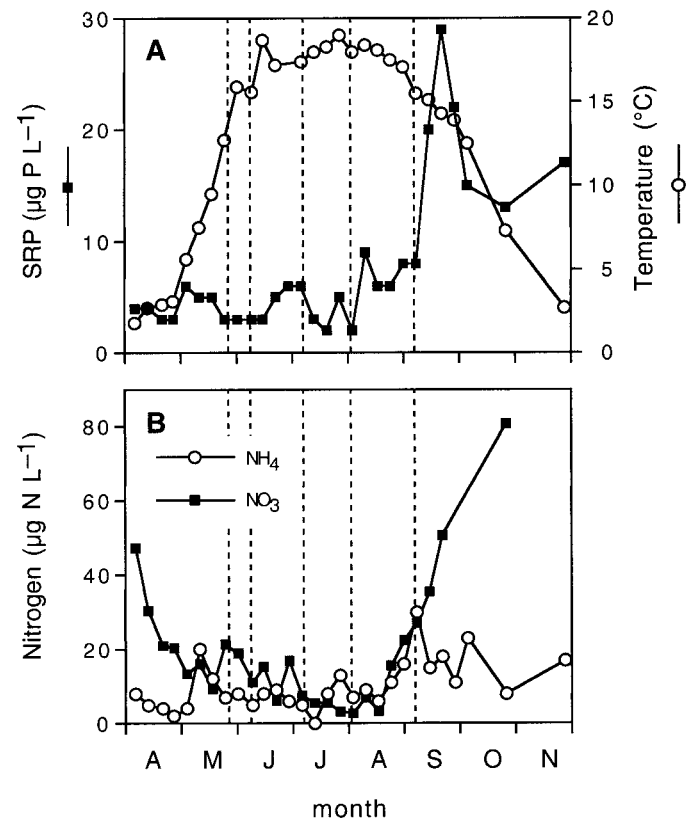 A
30
20
10
0
SRP (µg P L–1)
20
15
10
5
0
Temperature (°C)
B
NH4
NO3
80
60
40
20
0
Nitrogen (µg N L–1)
A M J J A S O N
month